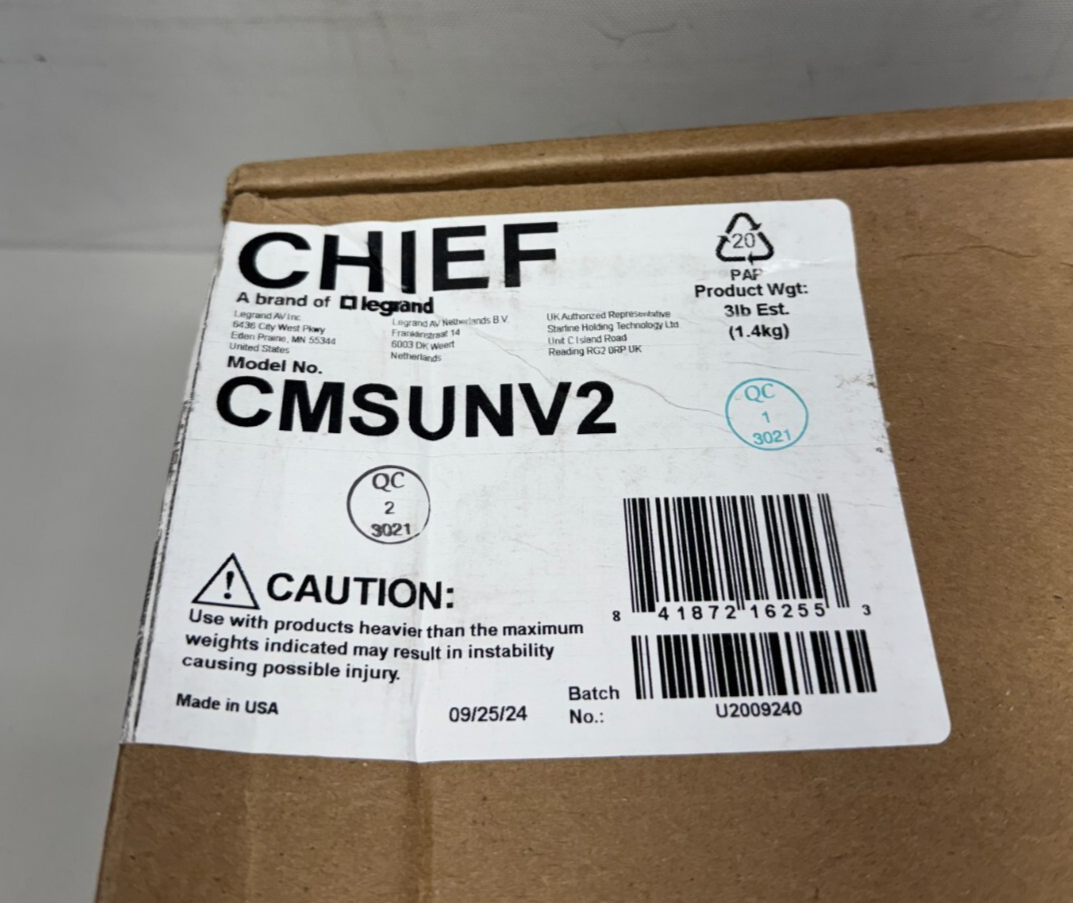 CHIEF
A brand of legrand
Legrand AV Inc.
6436 City West Pkwy
Eden Prairie, MN 55344
United States
Legrand AV Netherlands B.V.
Franklinstraat 14
6003 DK Weert
Netherlands
UK Authorized Representative
Starline Holding Technology Ltd.
Unit C Island Road
Reading RG2 0RP UK
20
PAP
Product Wgt:
3lb Est.
(1.4kg)
Model No.
CMSUNV2
QC
1
3021
QC
2
3021
! CAUTION:
Use with products heavier than the maximum
weights indicated may result in instability
causing possible injury.
8 41872 16255 3
Made in USA
09/25/24
Batch
No.:
U2009240